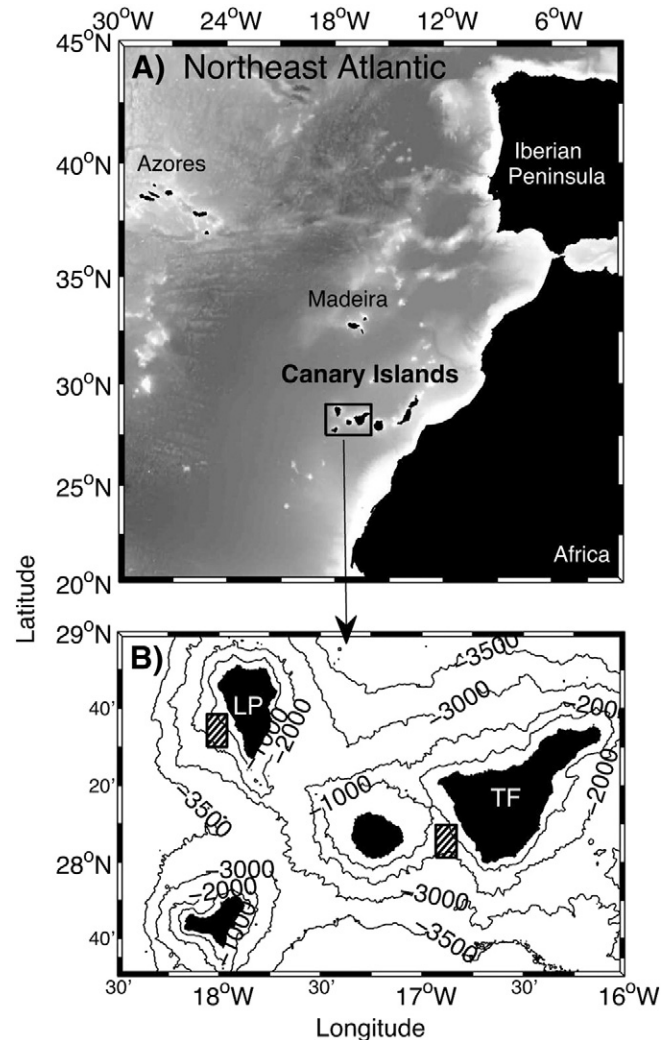 30°W 24°W 18°W 12°W 6°W
45°N
A) Northeast Atlantic
Azores
Iberian
Peninsula
40°N
35°N
Madeira
Canary Islands
30°N
25°N
Africa
20°N
Latitude
29°N
B)
-3500
-3000
-200
LP
40'
-1000
-2000
-2000
20'
-1000
TF
-3500
28°N
-3000
-2000
-3000
-1000
-3500
40'
30' 18°W 30' 17°W 30' 16°W
Longitude